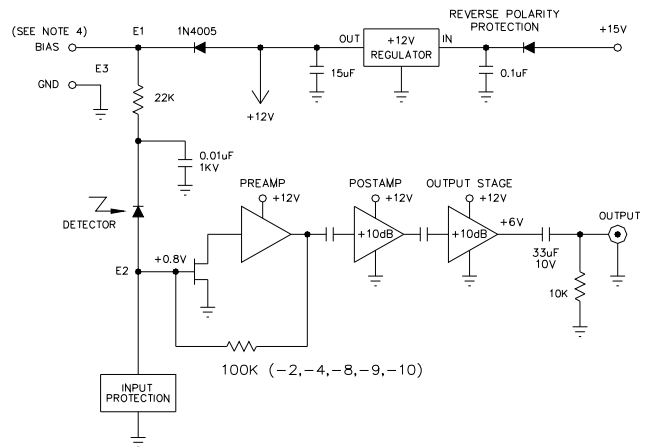 REVERSE POLARITY
PROTECTION
(SEE NOTE 4)
BIAS
E1
1N4005
OUT
+12V
REGULATOR
IN
+15V
E3
GND
22K
15uF
0.1uF
+12V
0.01uF
1KV
DETECTOR
PREAMP
+12V
POSTAMP
+12V
OUTPUT STAGE
+12V
+10dB
+10dB
+6V
OUTPUT
33uF
10V
10K
E2
+0.8V
100K (-2,-4,-8,-9,-10)
INPUT
PROTECTION